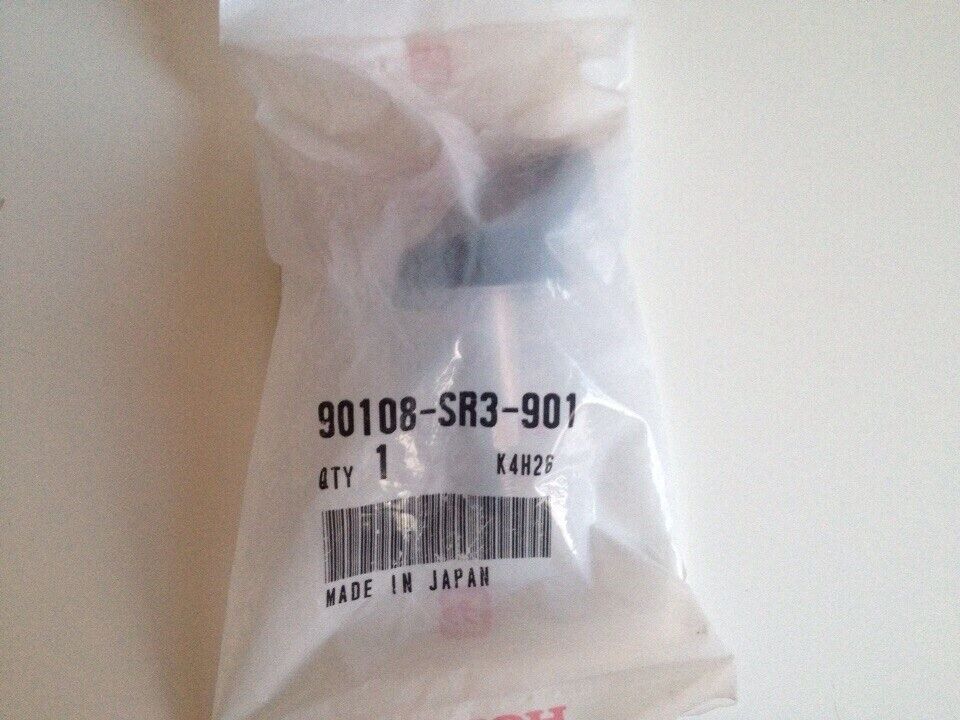 90108-SR3-901
QTY 1 K4H26
MADE IN JAPAN